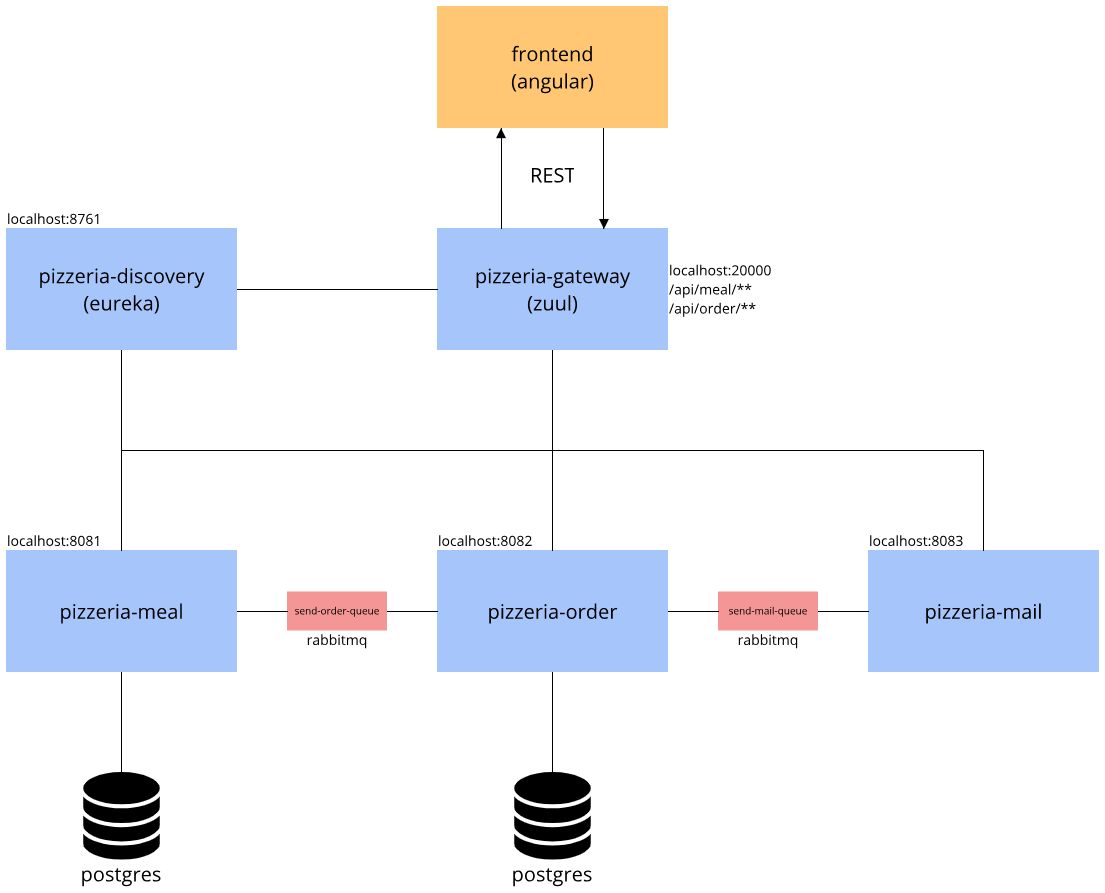 frontend
(angular)
REST
localhost:8761
pizzeria-discovery
(eureka)
pizzeria-gateway
(zuul)
localhost:20000
/api/meal/**
/api/order/**
localhost:8081
pizzeria-meal
send-order-queue
rabbitmq
localhost:8082
pizzeria-order
send-mail-queue
rabbitmq
localhost:8083
pizzeria-mail
postgres
postgres